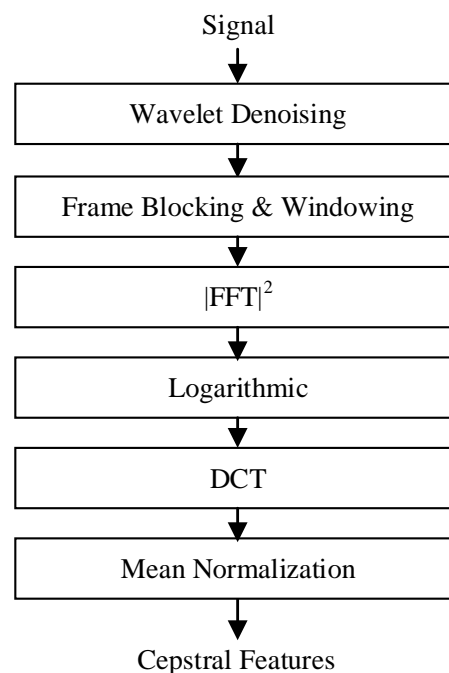 Signal
Wavelet Denoising
Frame Blocking & Windowing
|FFT|²
Logarithmic
DCT
Mean Normalization
Cepstral Features